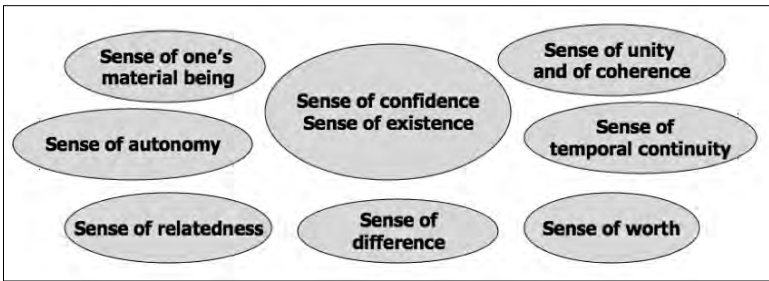 Sense of one's
material being
Sense of unity
and of coherence
Sense of confidence
Sense of existence
Sense of autonomy
Sense of
temporal continuity
Sense of relatedness
Sense of
difference
Sense of worth